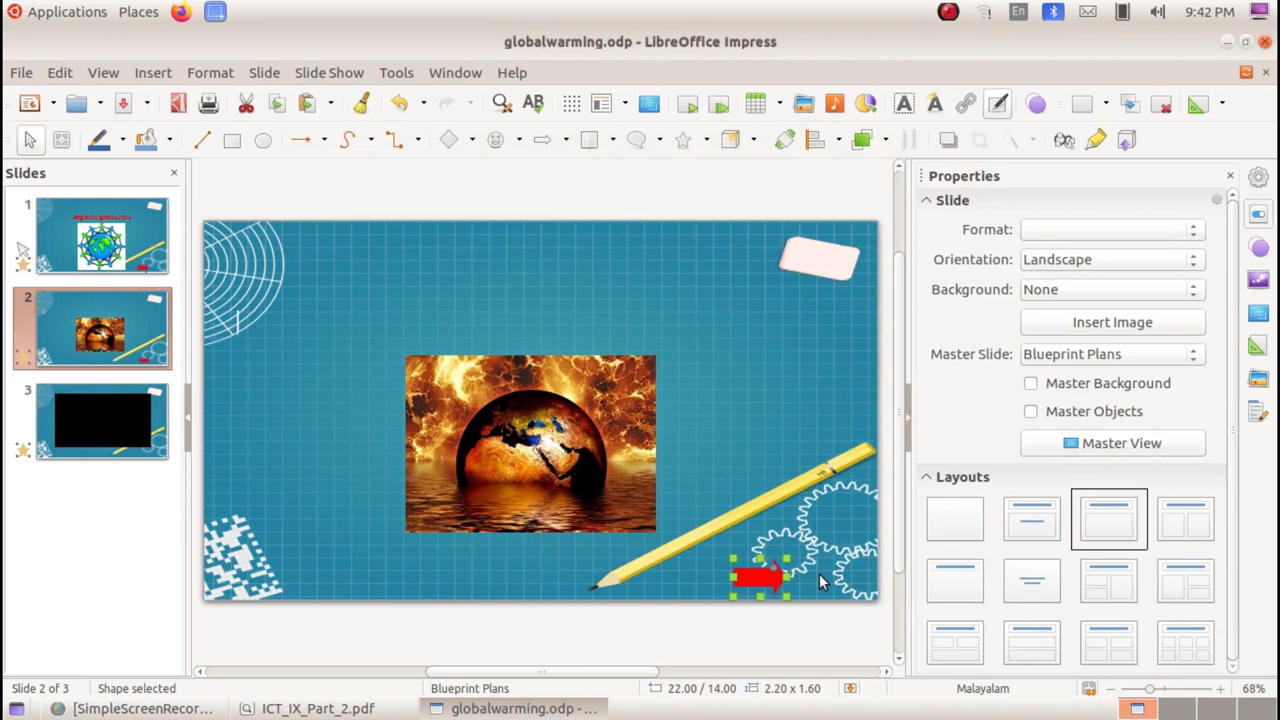 Applications Places En 9:42 PM
globalwarming.odp - LibreOffice Impress
File Edit View Insert Format Slide Slide Show Tools Window Help
Slides
1
2
3
Properties
Slide
Format:
Orientation: Landscape
Background: None
Insert Image
Master Slide: Blueprint Plans
Master Background
Master Objects
Master View
Layouts
Slide 2 of 3 Shape selected Blueprint Plans 22.00 / 14.00 2.20 x 1.60 Malayalam 68%
[SimpleScreenRecor... ICT_IX_Part_2.pdf globalwarming.odp - ...